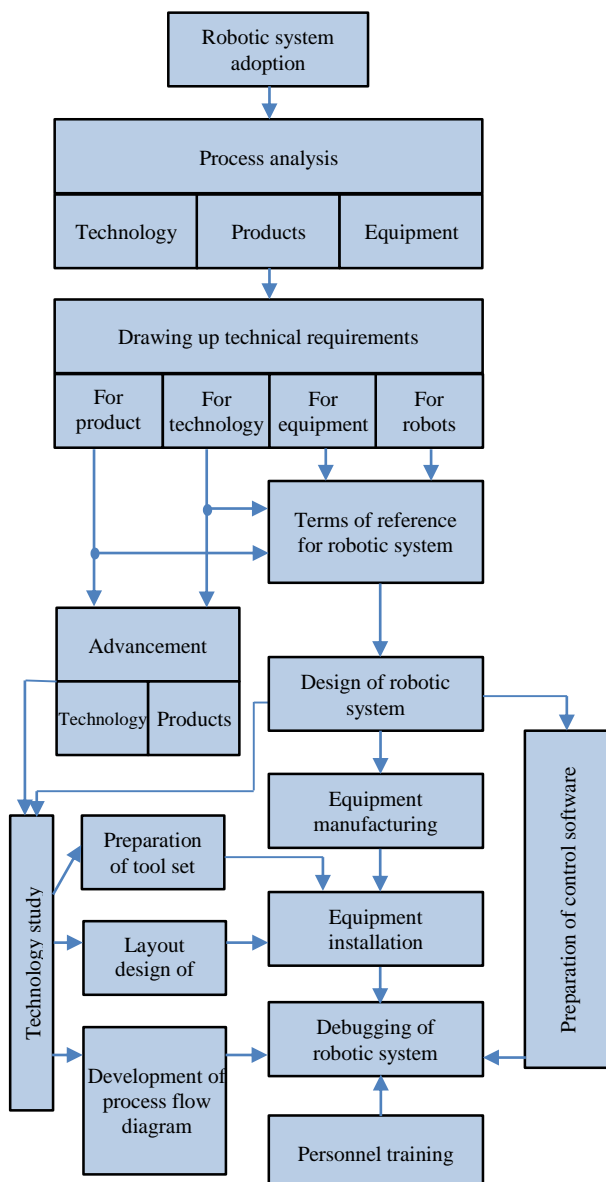 Robotic system
adoption
Process analysis
Technology
Products
Equipment
Drawing up technical requirements
For
product
For
technology
For
equipment
For
robots
Terms of reference
for robotic system
Advancement
Technology
Products
Design of robotic
system
Equipment
manufacturing
Preparation of control software
Technology study
Preparation
of tool set
Layout
design of
Equipment
installation
Development of
process flow
diagram
Debugging of
robotic system
Personnel training